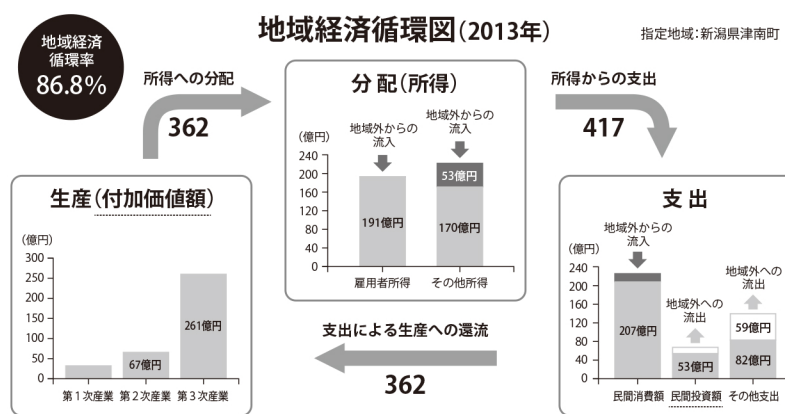 地域経済循環図(2013年)
指定地域:新潟県津南町
地域経済
循環率
86.8%
所得への分配
362
分配(所得)
(億円)
240
200
160
120
80
40
0
地域外からの
流入
191億円
雇用者所得
地域外からの
流入
53億円
170億円
その他所得
所得からの支出
417
生産(付加価値額)
(億円)
300
250
200
150
100
50
0
第1次産業
67億円
第2次産業
261億円
第3次産業
支出
(億円)
240
200
160
120
80
40
0
地域外からの
流入
207億円
民間消費額
地域外への
流出
53億円
民間投資額
地域外への
流出
59億円
82億円
その他支出
支出による生産への還流
362